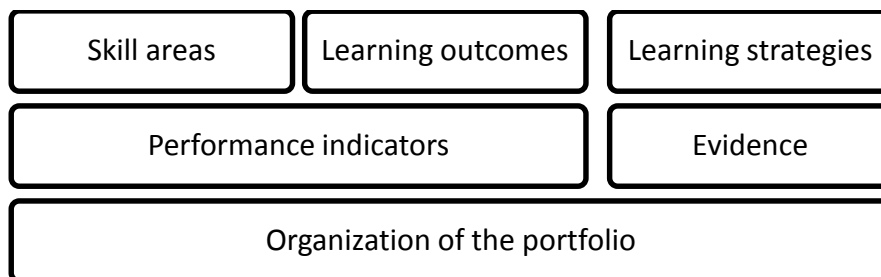 Skill areas
Learning outcomes
Learning strategies
Performance indicators
Evidence
Organization of the portfolio